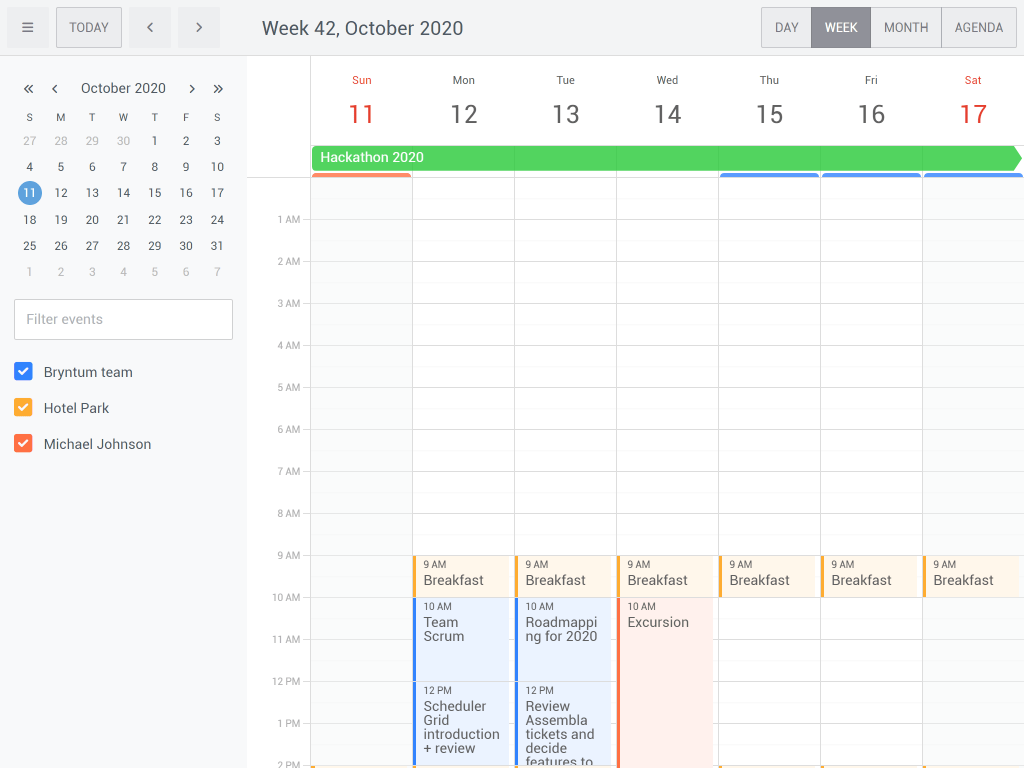 TODAY
Week 42, October 2020
DAY WEEK MONTH AGENDA
October 2020
S M T W T F S
27 28 29 30 1 2 3
4 5 6 7 8 9 10
11 12 13 14 15 16 17
18 19 20 21 22 23 24
25 26 27 28 29 30 31
1 2 3 4 5 6 7
Filter events
Bryntum team
Hotel Park
Michael Johnson
Sun Mon Tue Wed Thu Fri Sat
11 12 13 14 15 16 17
Hackathon 2020
1 AM
2 AM
3 AM
4 AM
5 AM
6 AM
7 AM
8 AM
9 AM
10 AM
11 AM
12 PM
1 PM
2 PM
9 AM
Breakfast
10 AM
Team
Scrum
12 PM
Scheduler
Grid
introduction
+ review
9 AM
Breakfast
10 AM
Roadmappi
ng for 2020
12 PM
Review
Assembla
tickets and
decide
features to
9 AM
Breakfast
10 AM
Excursion
9 AM
Breakfast
9 AM
Breakfast
9 AM
Breakfast